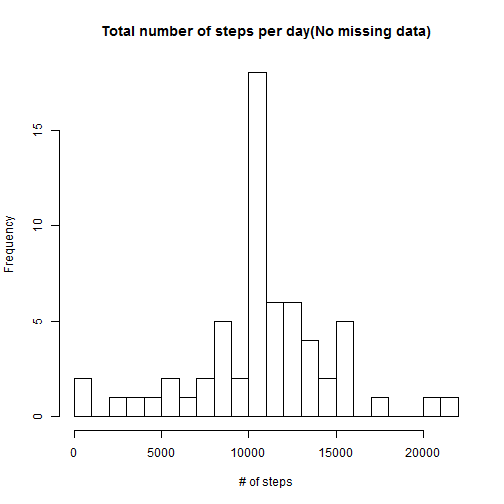 Total number of steps per day(No missing data)
15
10
5
0
Frequency
0 5000 10000 15000 20000
# of steps